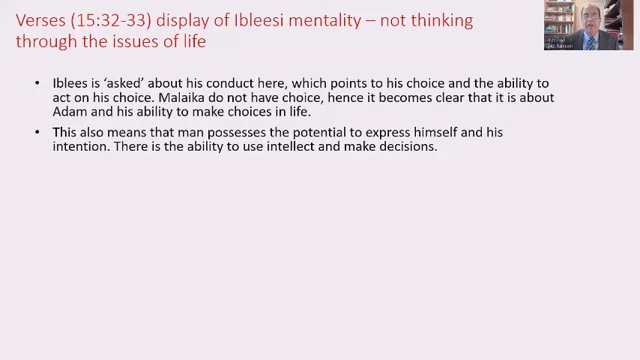 Verses (15:32-33) display of Ibleesi mentality – not thinking
through the issues of life
• Iblees is ‘asked’ about his conduct here, which points to his choice and the ability to
act on his choice. Malaika do not have choice, hence it becomes clear that it is about
Adam and his ability to make choices in life.
• This also means that man possesses the potential to express himself and his
intention. There is the ability to use intellect and make decisions.